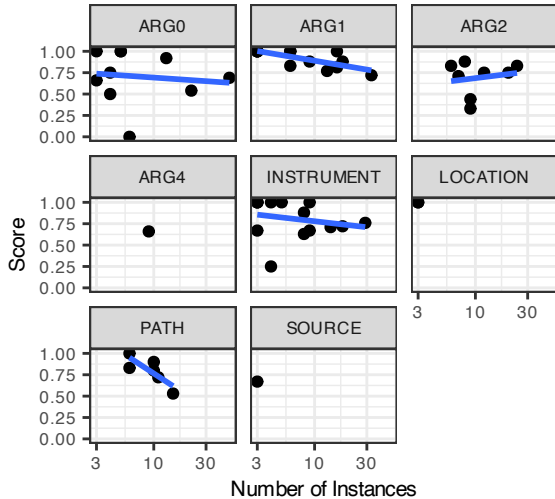 ARG0 ARG1 ARG2
1.00
0.75
0.50
0.25
0.00
ARG4 INSTRUMENT LOCATION
1.00
0.75
0.50
0.25
0.00
3 10 30
PATH SOURCE
1.00
0.75
0.50
0.25
0.00
3 10 30 3 10 30
Score
Number of Instances